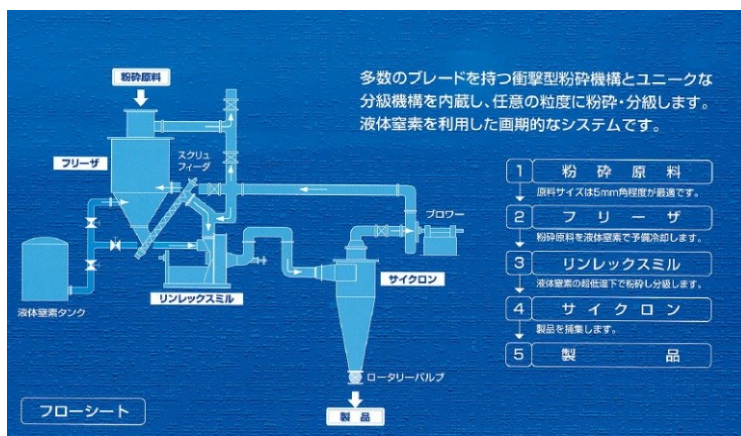 粉砕原料
多数のブレードを持つ衝撃型粉砕機構とユニークな
分級機構を内蔵し、任意の粒度に粉砕・分級します。
液体窒素を利用した画期的なシステムです。
フリーザ
スクリュ
フィーダ
ブロワー
サイクロン
リンレックスミル
液体窒素タンク
ロータリーバルブ
製品
フローシート
1 粉砕原料
原料サイズは5mm角程度が最適です。
2 フリーザ
粉砕原料を液体窒素で予備冷却します。
3 リンレックスミル
液体窒素の超低温下で粉砕し分級します。
4 サイクロン
製品を捕集します。
5 製品